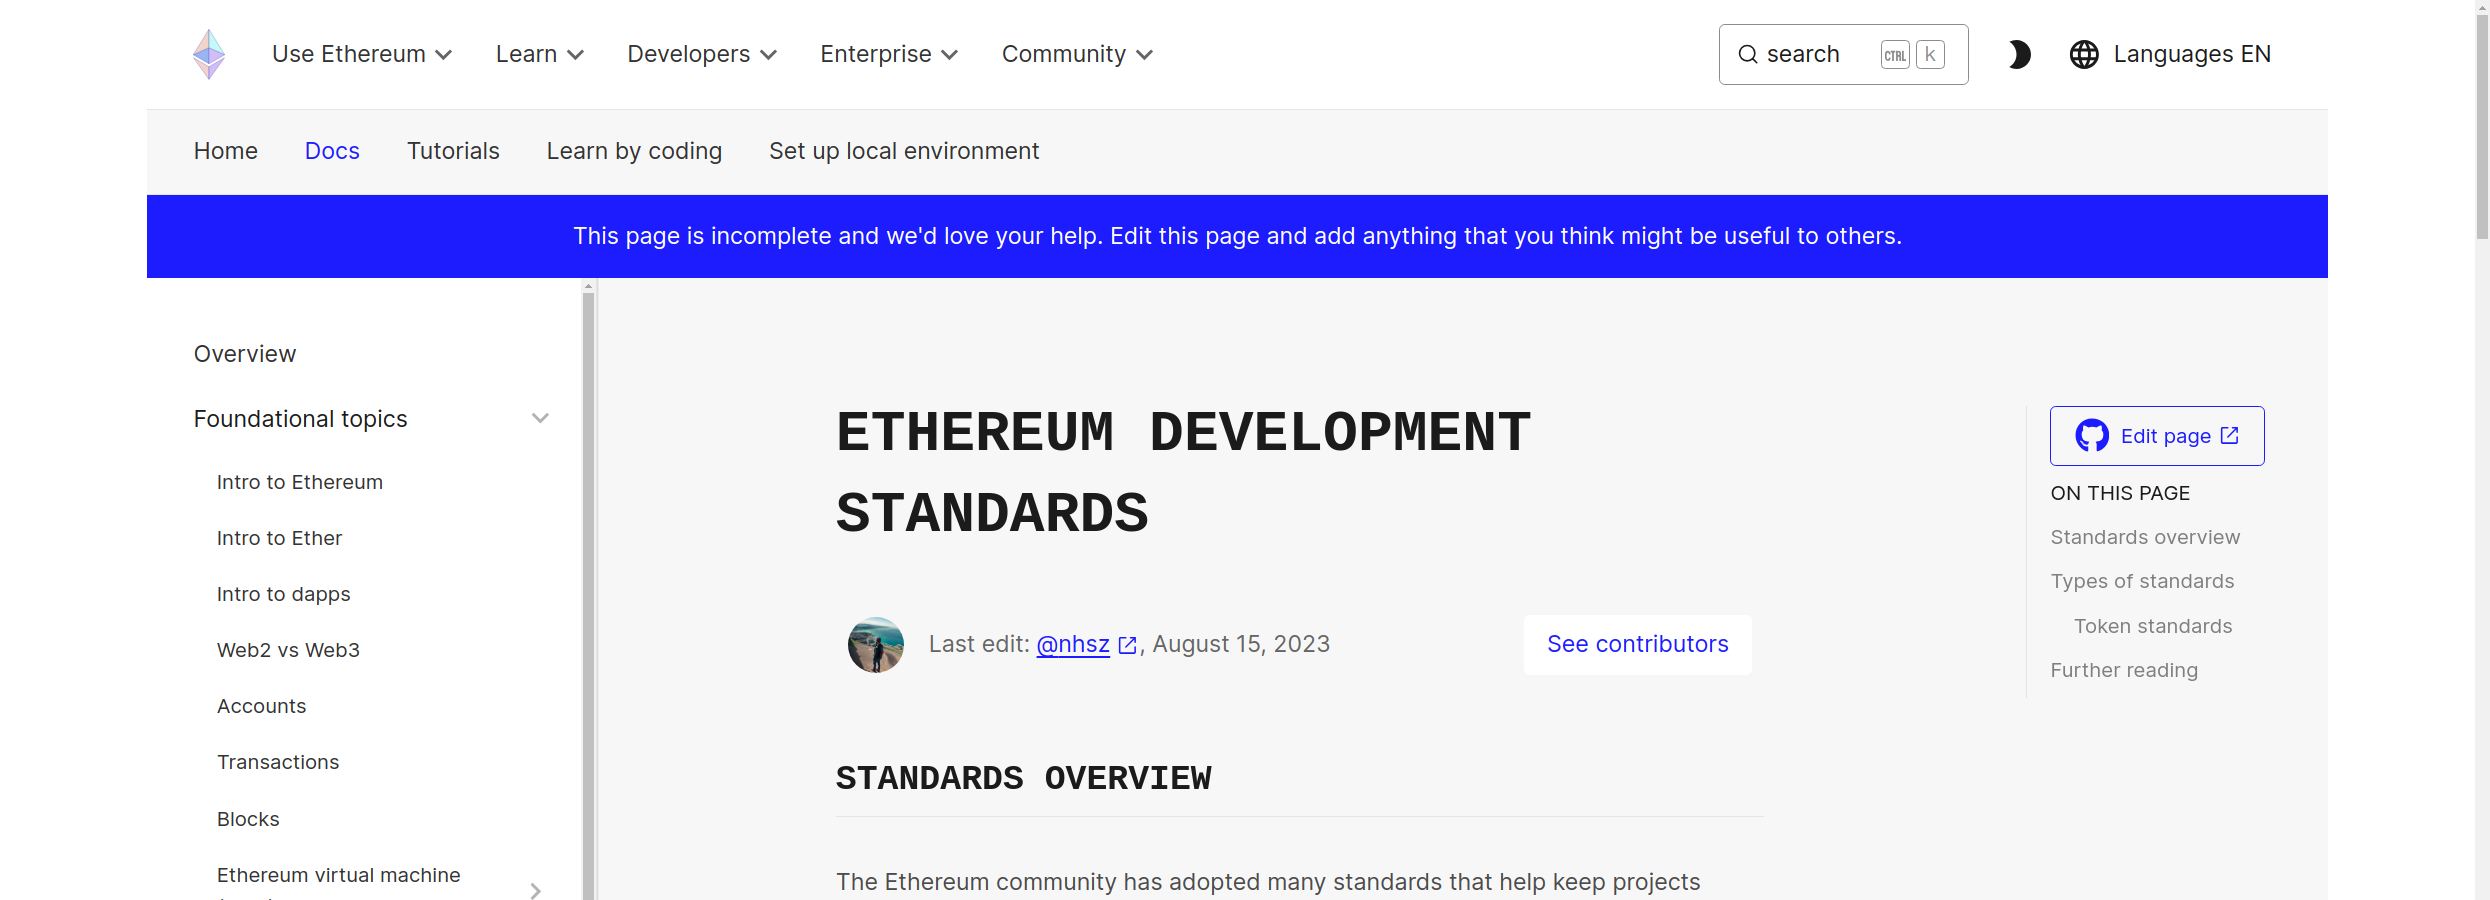 Use Ethereum Learn Developers Enterprise Community search CTRL k Languages EN
Home Docs Tutorials Learn by coding Set up local environment
This page is incomplete and we'd love your help. Edit this page and add anything that you think might be useful to others.
Overview
Foundational topics
Intro to Ethereum
Intro to Ether
Intro to dapps
Web2 vs Web3
Accounts
Transactions
Blocks
Ethereum virtual machine
ETHEREUM DEVELOPMENT
STANDARDS
Last edit: @nhsz , August 15, 2023
See contributors
STANDARDS OVERVIEW
The Ethereum community has adopted many standards that help keep projects
Edit page
ON THIS PAGE
Standards overview
Types of standards
Token standards
Further reading